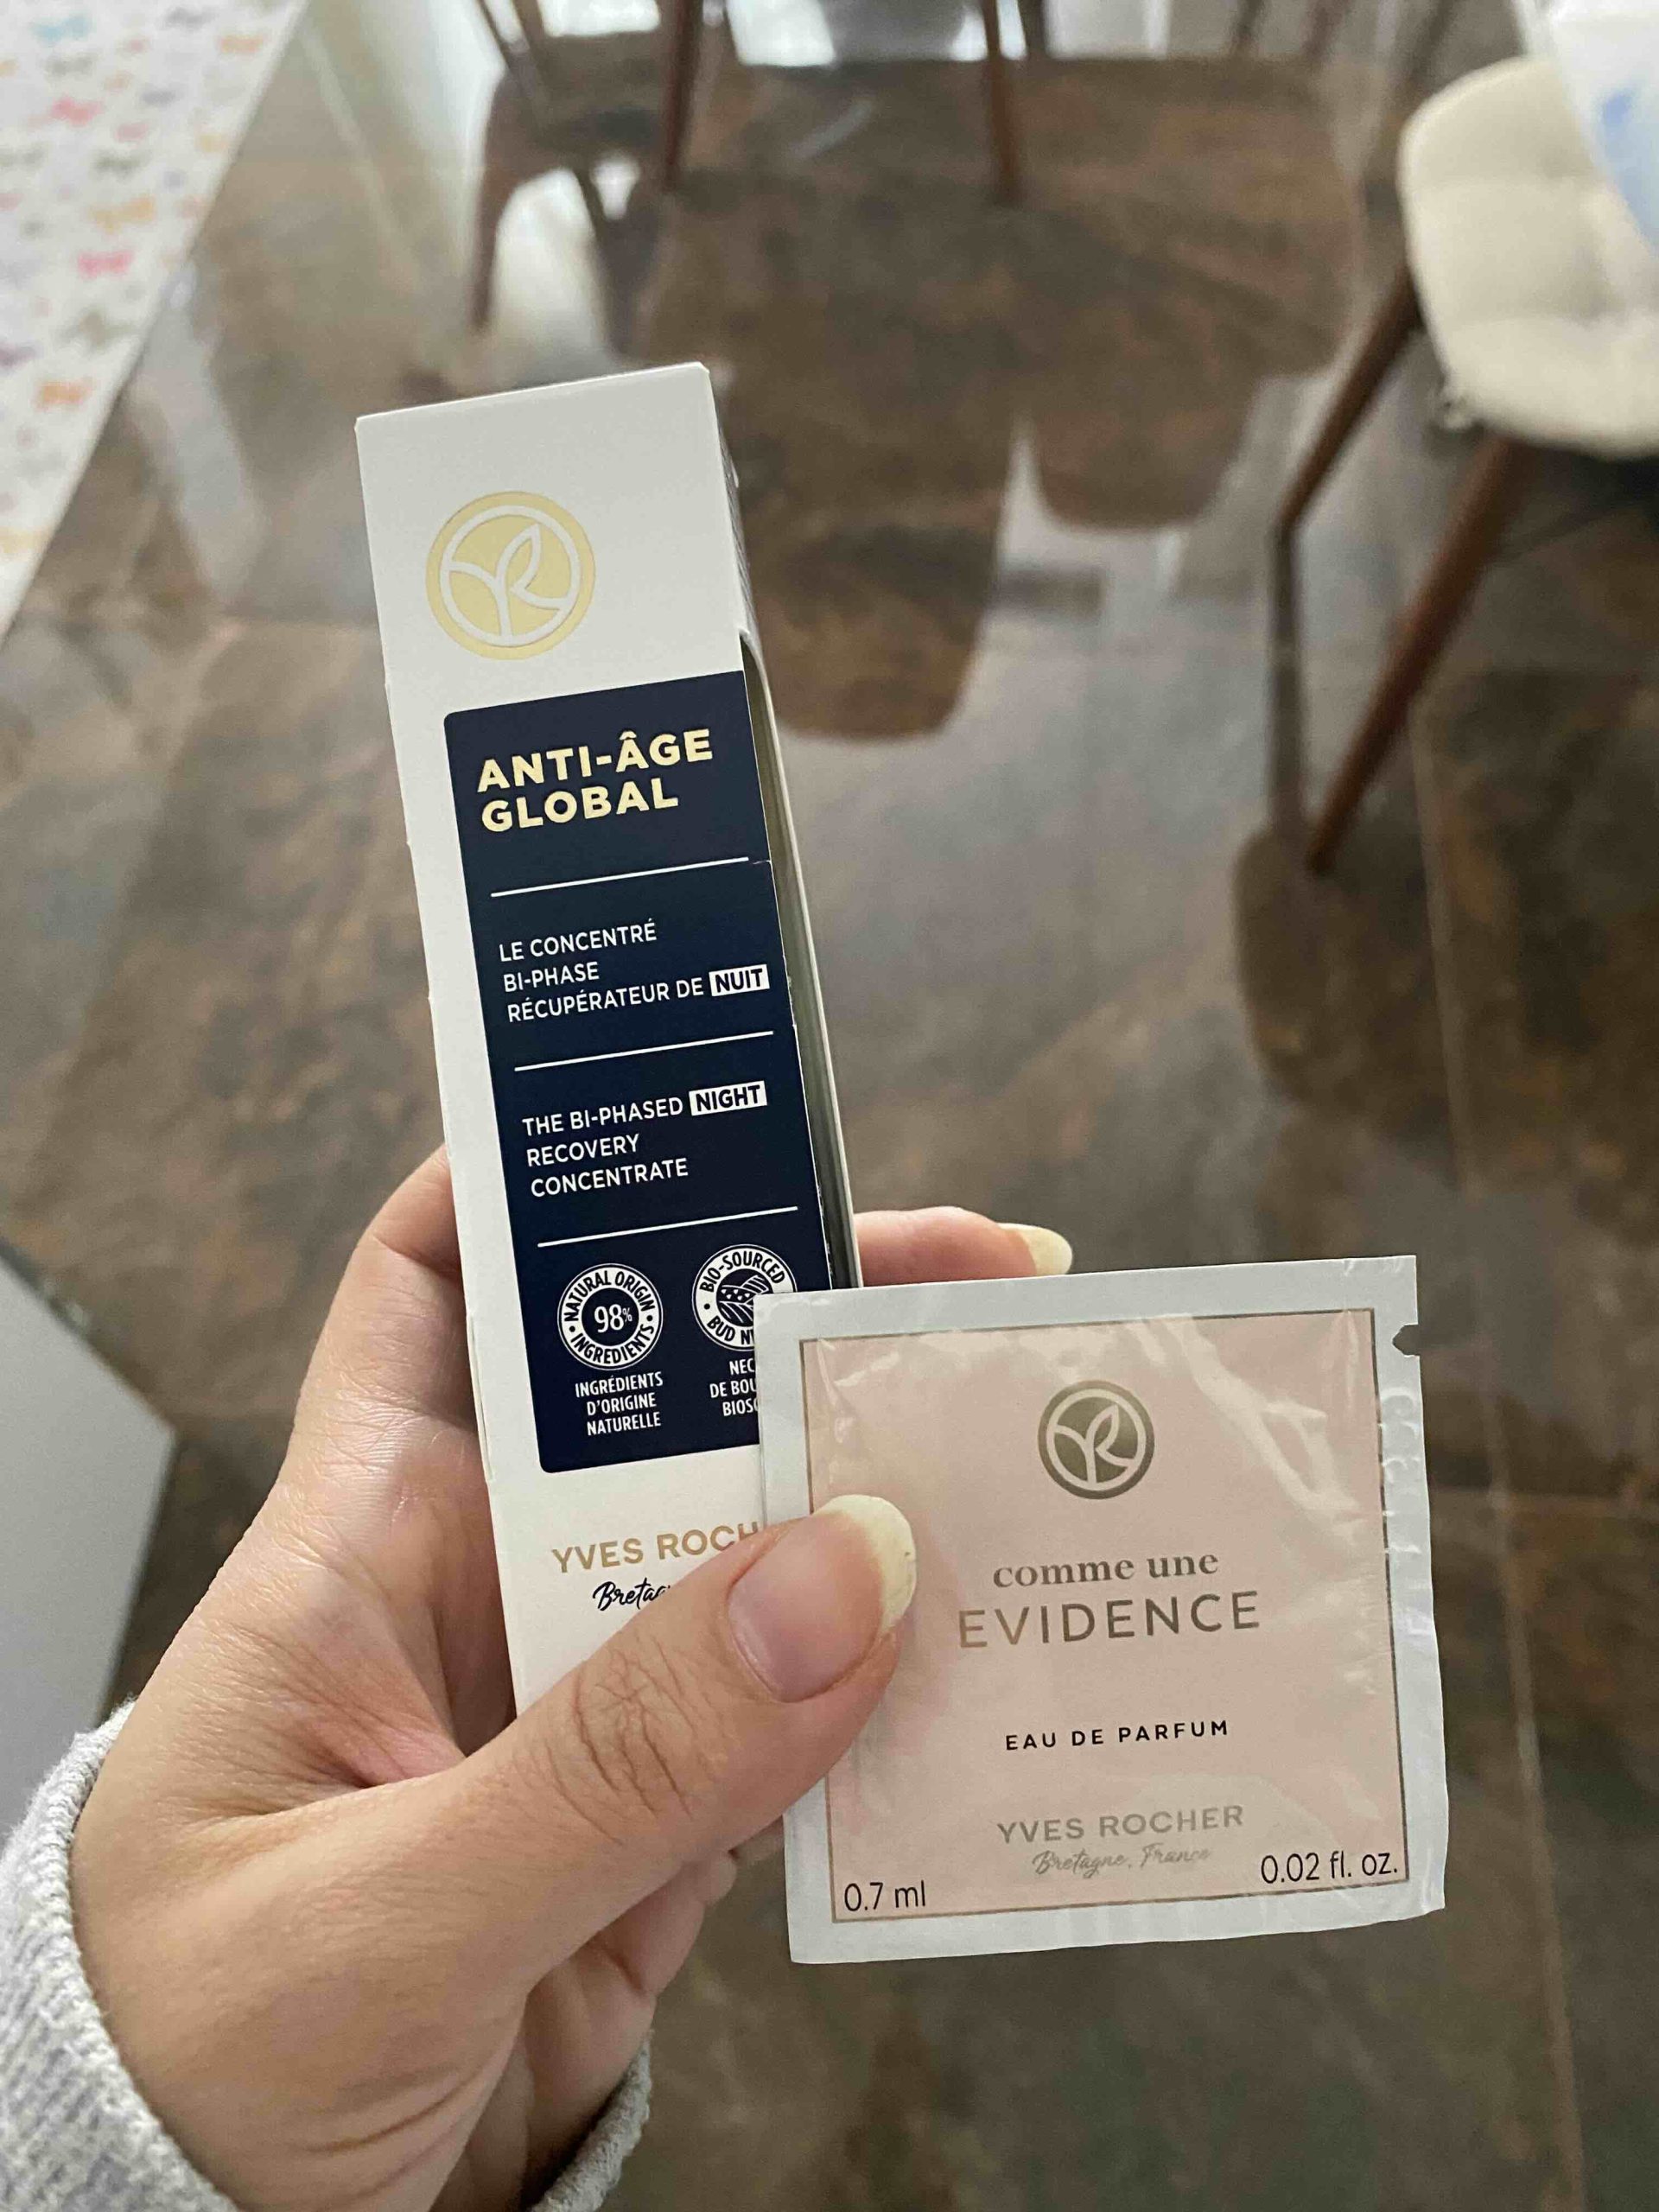 ANTI-ÂGE
GLOBAL
LE CONCENTRÉ
BI-PHASE
RÉCUPÉRATEUR DE NUIT
THE BI-PHASED NIGHT
RECOVERY
CONCENTRATE
NATURAL ORIGIN
98%
INGREDIENTS
INGRÉDIENTS
D'ORIGINE
NATURELLE
BIO-SOURCED
BUD
DE
YVES
comme une
EVIDENCE
EAU DE PARFUM
YVES ROCHER
Bretagne, France
0.7 ml
0.02 fl. oz.